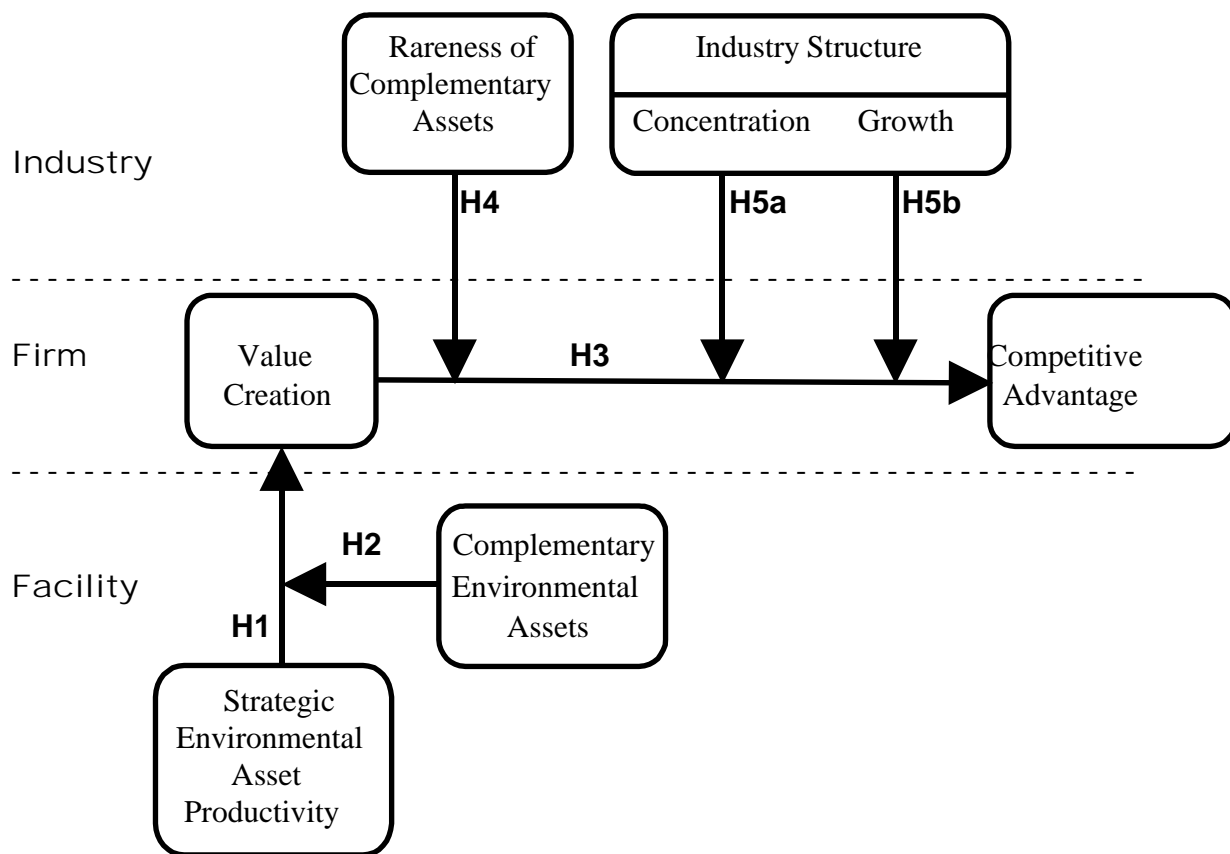 Rareness of
Complementary
Assets
Industry Structure
Concentration
Growth
Industry
H4
H5a
H5b
Firm
Value
Creation
H3
Competitive
Advantage
H2
Complementary
Environmental
Assets
Facility
H1
Strategic
Environmental
Asset
Productivity